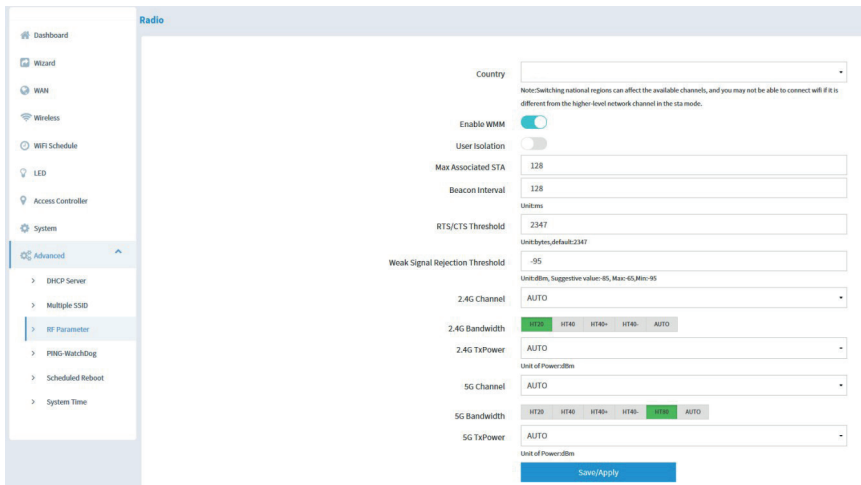 Radio
Dashboard
Wizard
WAN
Wireless
WiFi Schedule
LED
Access Controller
System
Advanced
DHCP Server
Multiple SSID
RF Parameter
PING-WatchDog
Scheduled Reboot
System Time
Country
Note:Switching national regions can affect the available channels, and you may not be able to connect wifi if it is
different from the higher-level network channel in the sta mode.
Enable WMM
User Isolation
Max Associated STA 128
Beacon Interval 128
Unit:ms
RTS/CTS Threshold 2347
Unit:bytes,default:2347
Weak Signal Rejection Threshold -95
Unit:dBm, Suggestive value:-85, Max:-65,Min:-95
2.4G Channel AUTO
2.4G Bandwidth HT20 HT40 HT40+ HT40- AUTO
2.4G TxPower AUTO
Unit of Power:dBm
5G Channel AUTO
5G Bandwidth HT20 HT40 HT40+ HT40- HT80 AUTO
5G TxPower AUTO
Unit of Power:dBm
Save/Apply